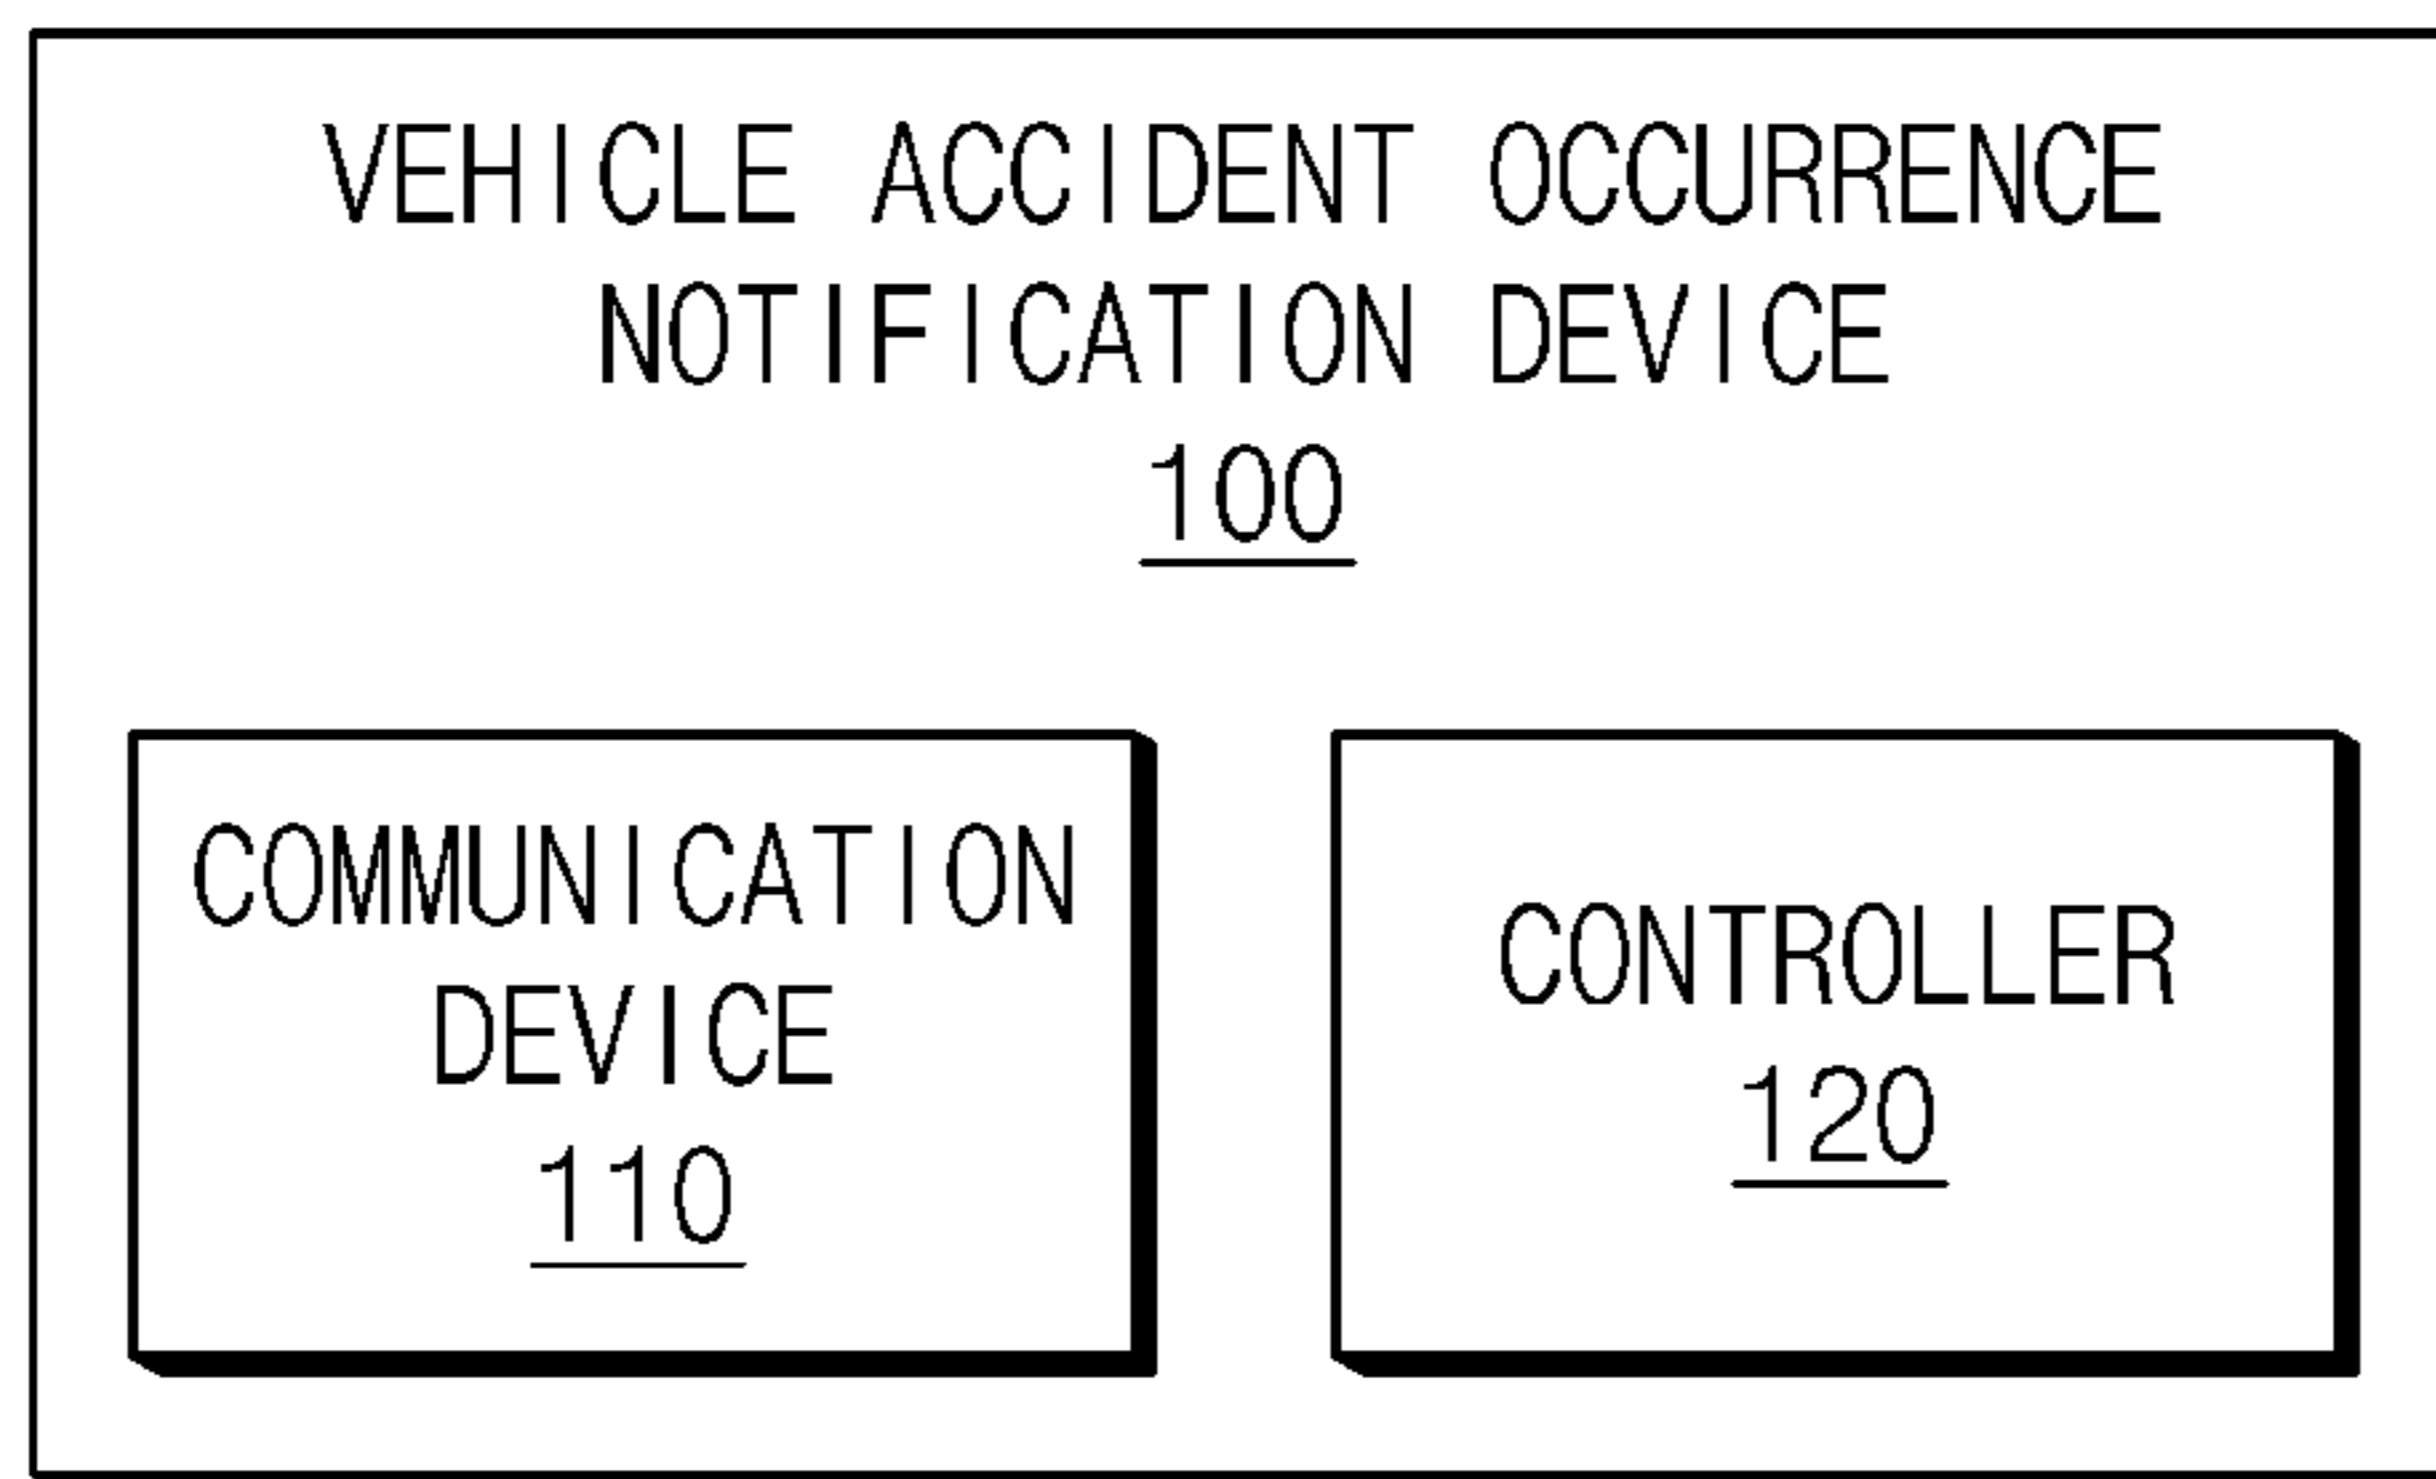 VEHICLE ACCIDENT OCCURRENCE
NOTIFICATION DEVICE
100
COMMUNICATION
DEVICE
110
CONTROLLER
120